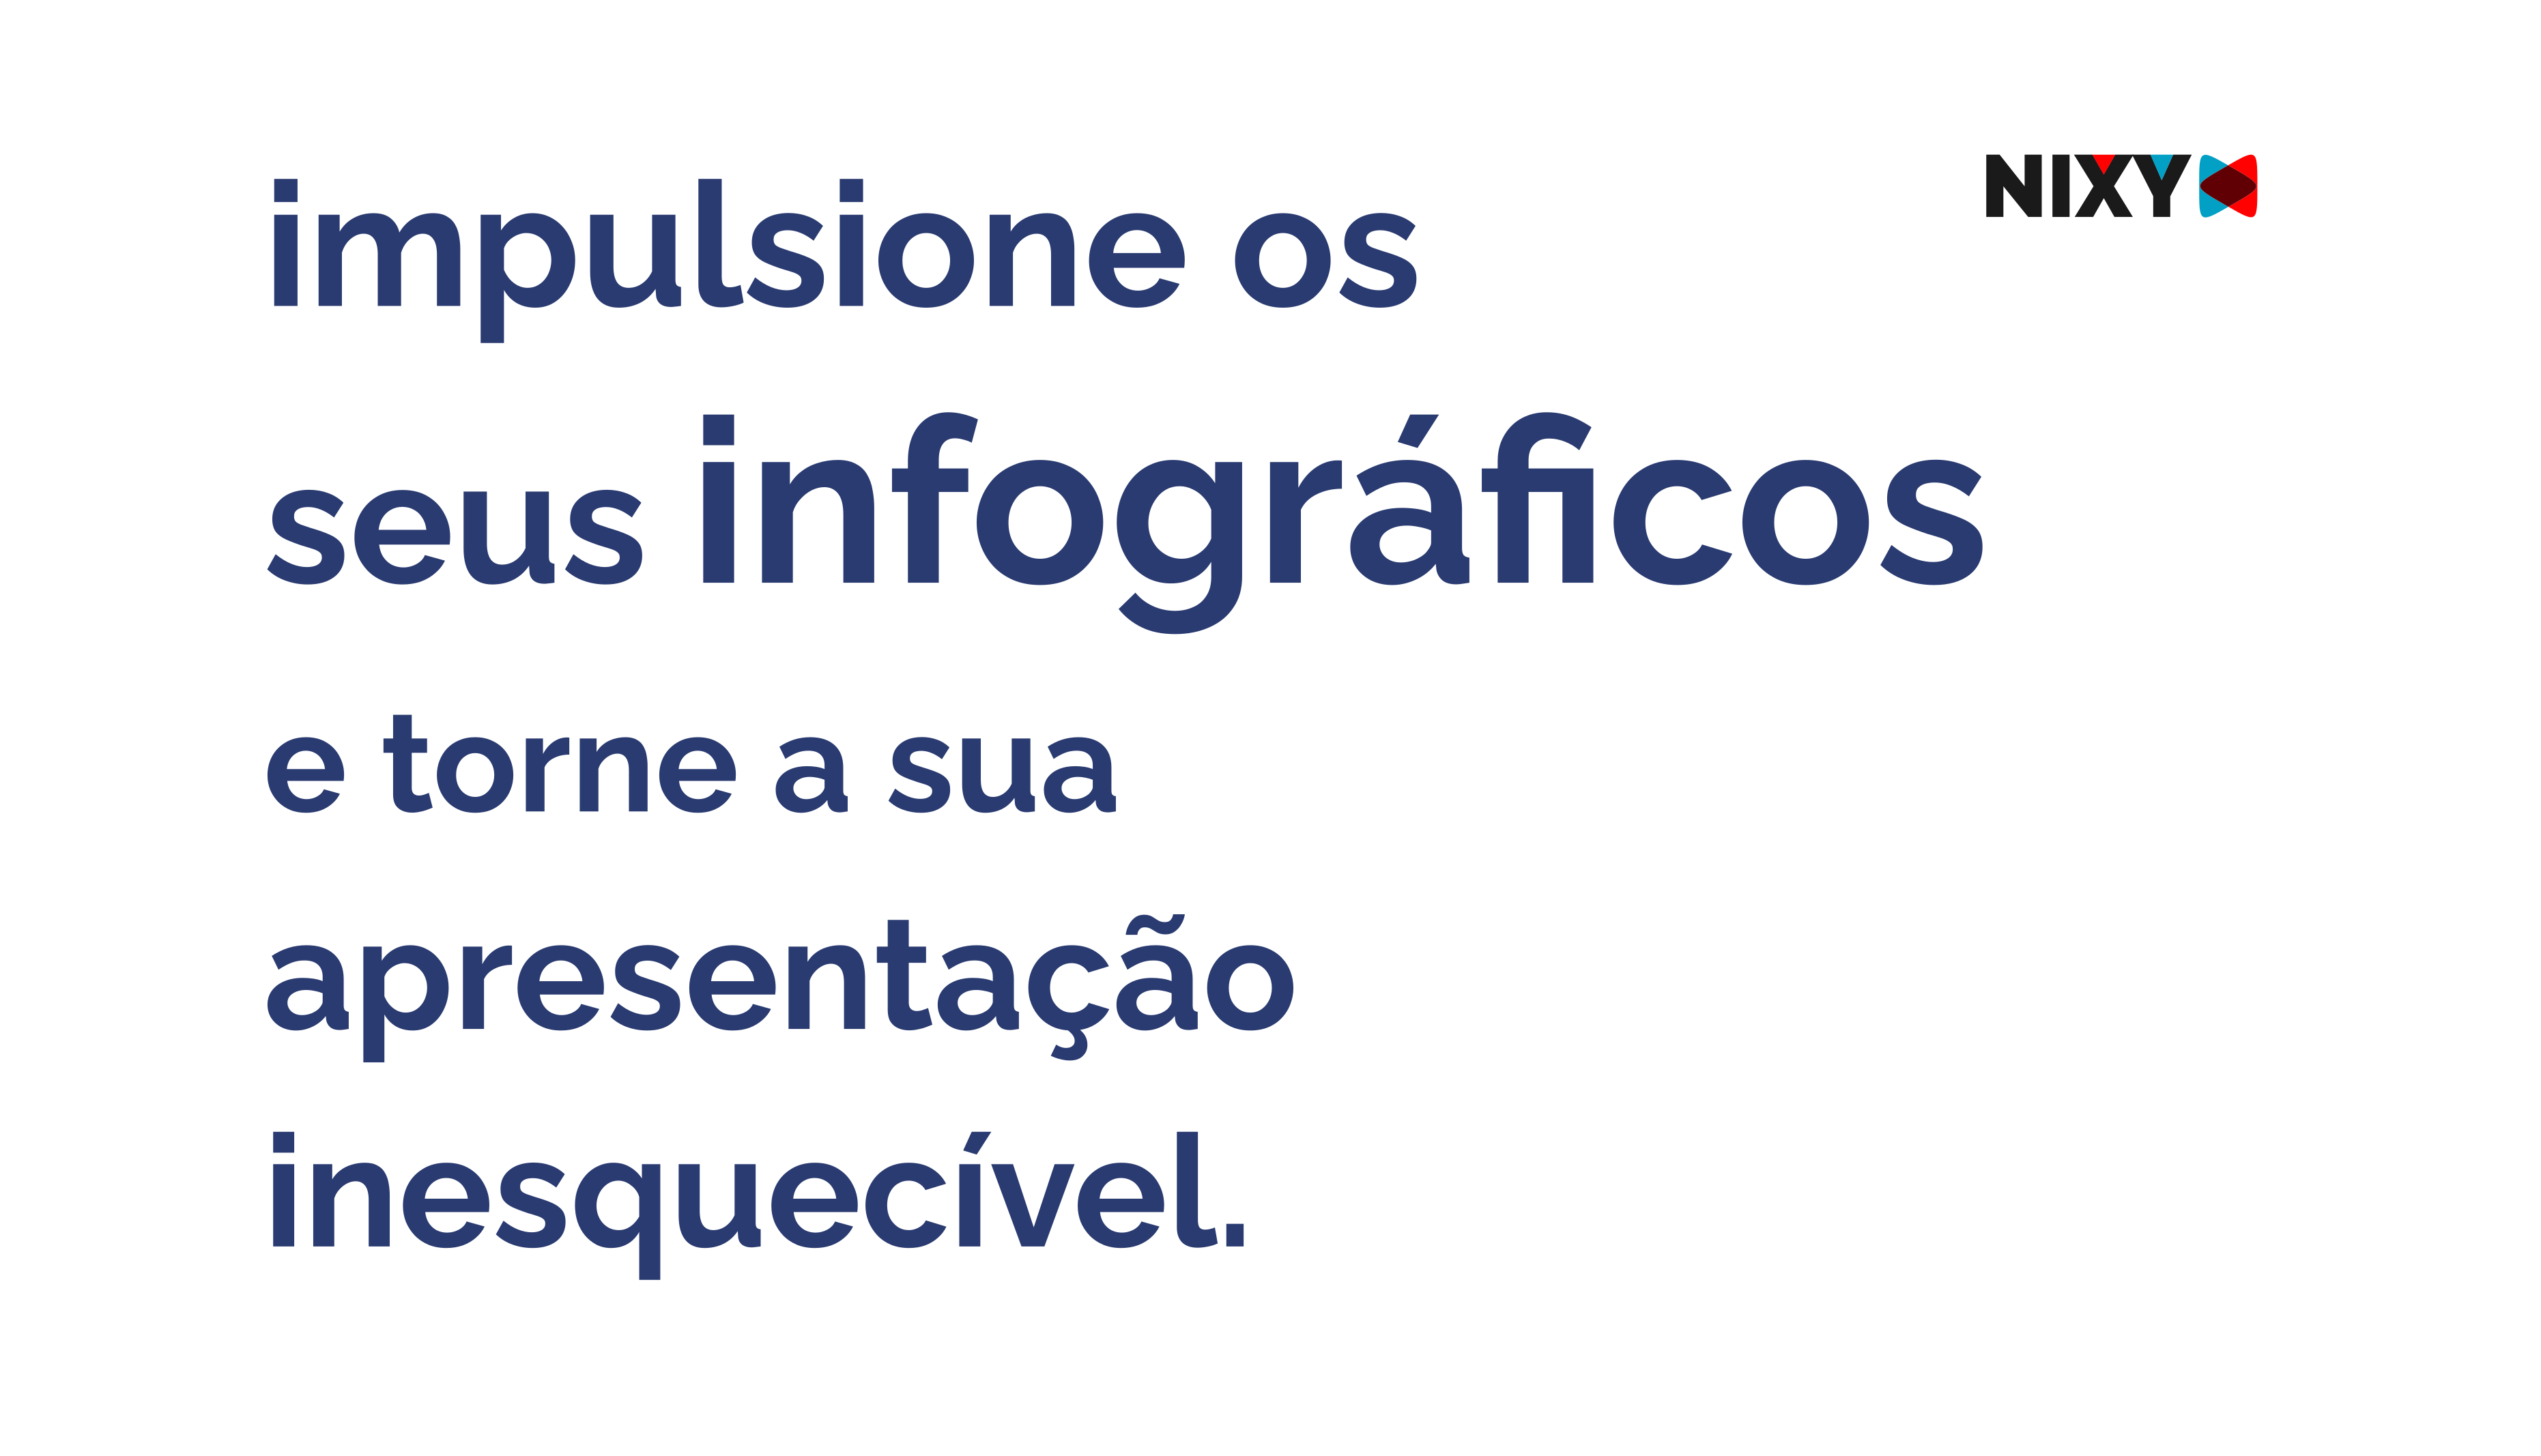 impulsione os
NIXY
seus infográficos
e torne a sua
apresentação
inesquecível.